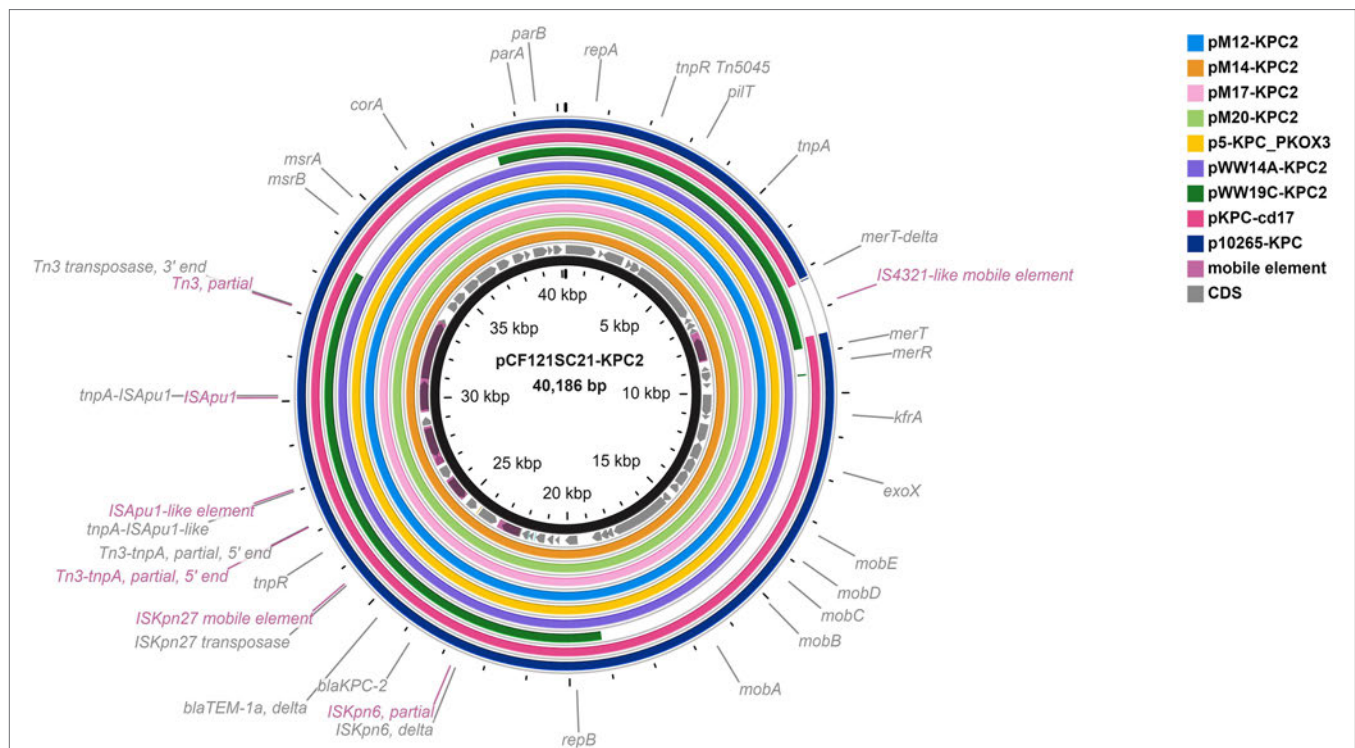 parB
parA
repA
tnpR Tn5045
pilT
corA
tnpA
msrA
msrB
merT-delta
IS4321-like mobile element
Tn3 transposase, 3' end
Tn3, partial
merT
merR
tnpA-ISApu1
ISApu1
kfrA
exoX
ISApu1-like element
tnpA-ISApu1-like
Tn3-tnpA, partial, 5' end
Tn3-tnpA, partial, 5' end
tnpR
mobE
mobD
mobC
mobB
ISKpn27 mobile element
ISKpn27 transposase
mobA
blaKPC-2
blaTEM-1a, delta
ISKpn6, partial
ISKpn6, delta
repB
40 kbp
5 kbp
35 kbp
pCF121SC21-KPC2
40,186 bp
10 kbp
30 kbp
15 kbp
25 kbp
20 kbp
pM12-KPC2
pM14-KPC2
pM17-KPC2
pM20-KPC2
p5-KPC_PKOX3
pWW14A-KPC2
pWW19C-KPC2
pKPC-cd17
p10265-KPC
mobile element
CDS